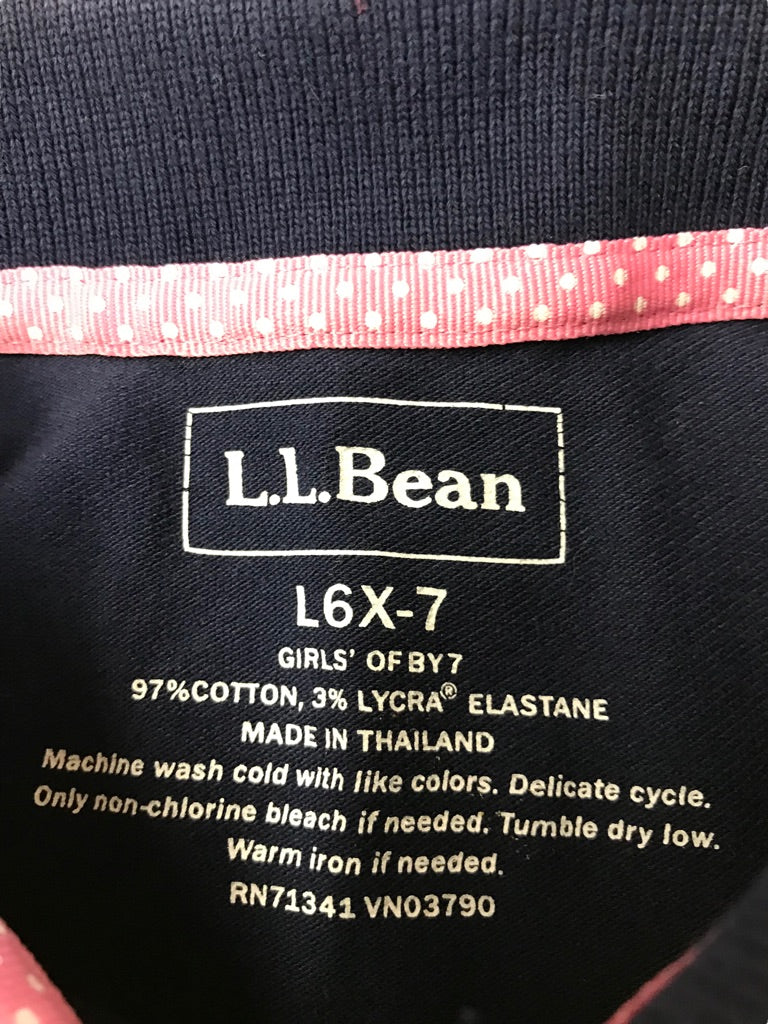 L.L.Bean
L6X-7
GIRLS' OF BY7
97%COTTON, 3% LYCRA® ELASTANE
MADE IN THAILAND
Machine wash cold with like colors. Delicate cycle.
Only non-chlorine bleach if needed. Tumble dry low.
Warm iron if needed.
RN71341 VN03790